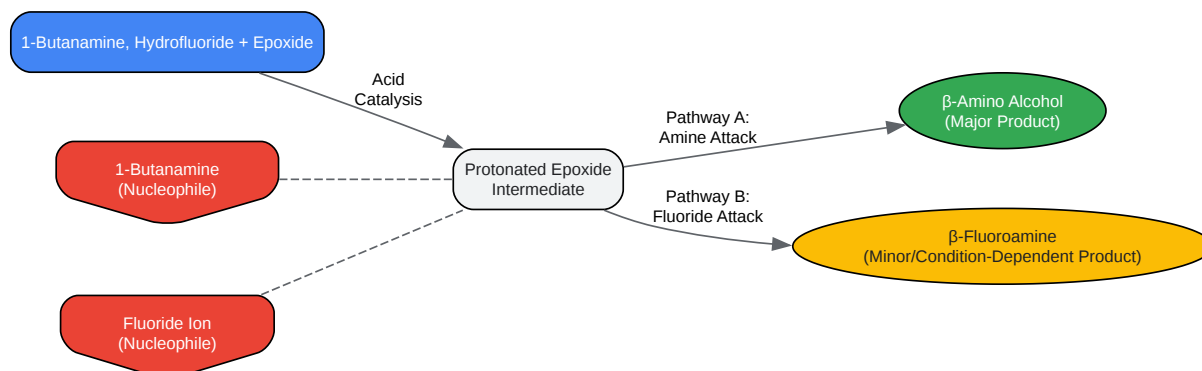 1-Butanamine, Hydrofluoride + Epoxide
Acid
Catalysis
1-Butanamine
(Nucleophile)
Fluoride Ion
(Nucleophile)
Protonated Epoxide
Intermediate
Pathway A:
Amine Attack
Pathway B:
Fluoride Attack
β-Amino Alcohol
(Major Product)
β-Fluoroamine
(Minor/Condition-Dependent Product)